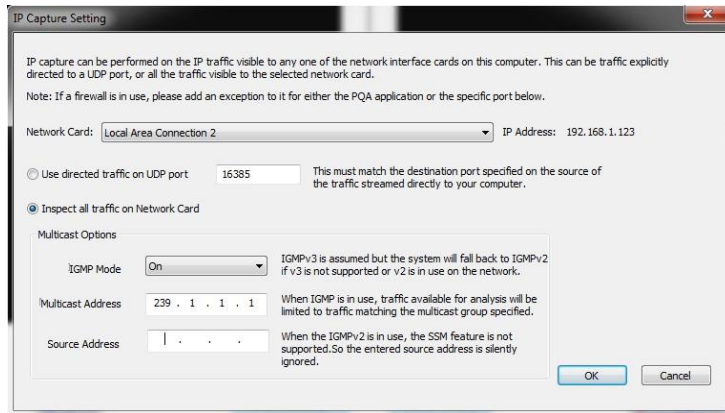 IP Capture Setting
IP capture can be performed on the IP traffic visible to any one of the network interface cards on this computer. This can be traffic explicitly
directed to a UDP port, or all the traffic visible to the selected network card.
Note: If a firewall is in use, please add an exception to it for either the PQA application or the specific port below.
Network Card: Local Area Connection 2 IP Address: 192.168.1.123
Use directed traffic on UDP port 16385 This must match the destination port specified on the source of
the traffic streamed directly to your computer.
Inspect all traffic on Network Card
Multicast Options
IGMP Mode On IGMPv3 is assumed but the system will fall back to IGMPv2
if v3 is not supported or v2 is in use on the network.
Multicast Address 239 . 1 . 1 . 1 When IGMP is in use, traffic available for analysis will be
limited to traffic matching the multicast group specified.
Source Address . . . When the IGMPv2 is in use, the SSM feature is not
supported.So the entered source address is silently
ignored.
OK Cancel